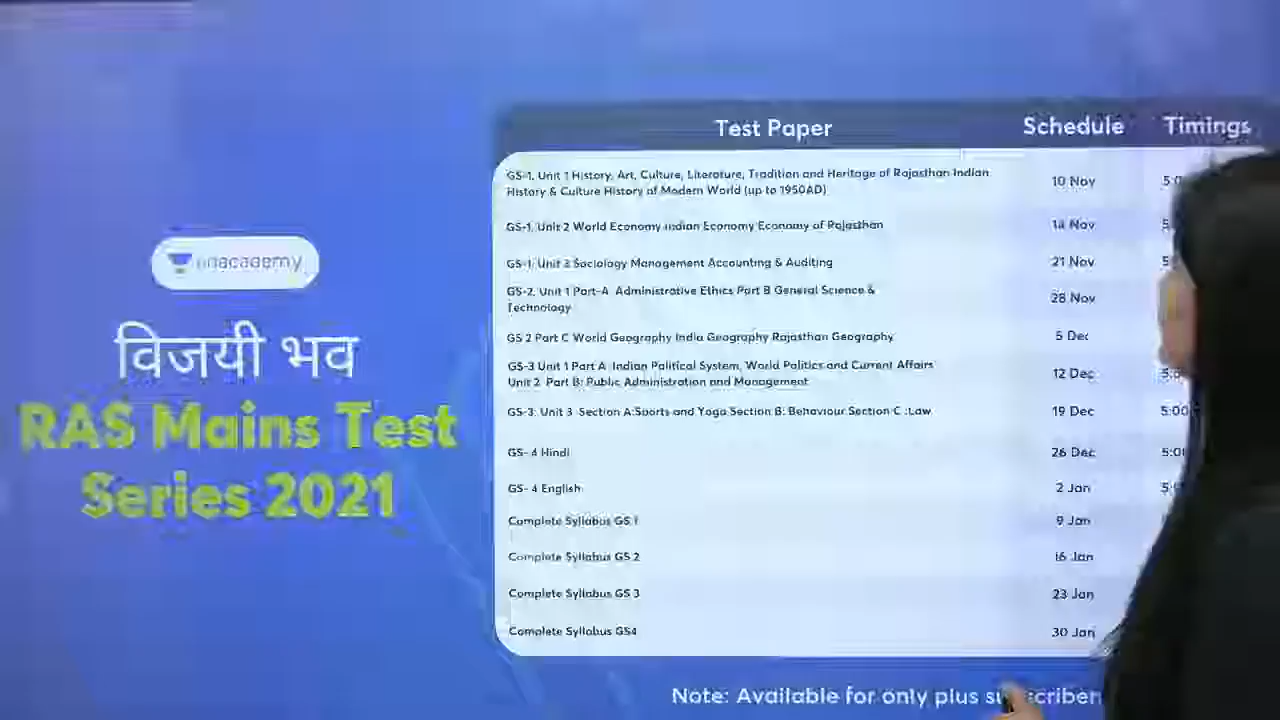 Test Paper Schedule Timings
GS-1, Unit 1 History, Art, Culture, Literature, Tradition and Heritage of Rajasthan Indian
History & Culture History of Modern World (up to 1950AD)
10 Nov
GS-1, Unit 2 World Economy Indian Economy Economy of Rajasthan
14 Nov
GS-1, Unit 3 Sociology Management Accounting & Auditing
21 Nov
GS-2, Unit 1 Part-A Administrative Ethics Part B General Science &
Technology
28 Nov
GS 2 Part C World Geography India Geography Rajasthan Geography
5 Dec
GS-3 Unit 1 Part A Indian Political System, World Politics and Current Affairs
Unit 2 Part B: Public Administration and Management
12 Dec
GS-3: Unit 3 Section A:Sports and Yoga Section B: Behaviour Section C :Law
19 Dec 5:00
GS- 4 Hindi 26 Dec
GS- 4 English 2 Jan
Complete Syllabus GS 1 9 Jan
Complete Syllabus GS 2 16 Jan
Complete Syllabus GS 3 23 Jan
Complete Syllabus GS4 30 Jan
unacademy
विजयी भव
RAS Mains Test
Series 2021
Note: Available for only plus